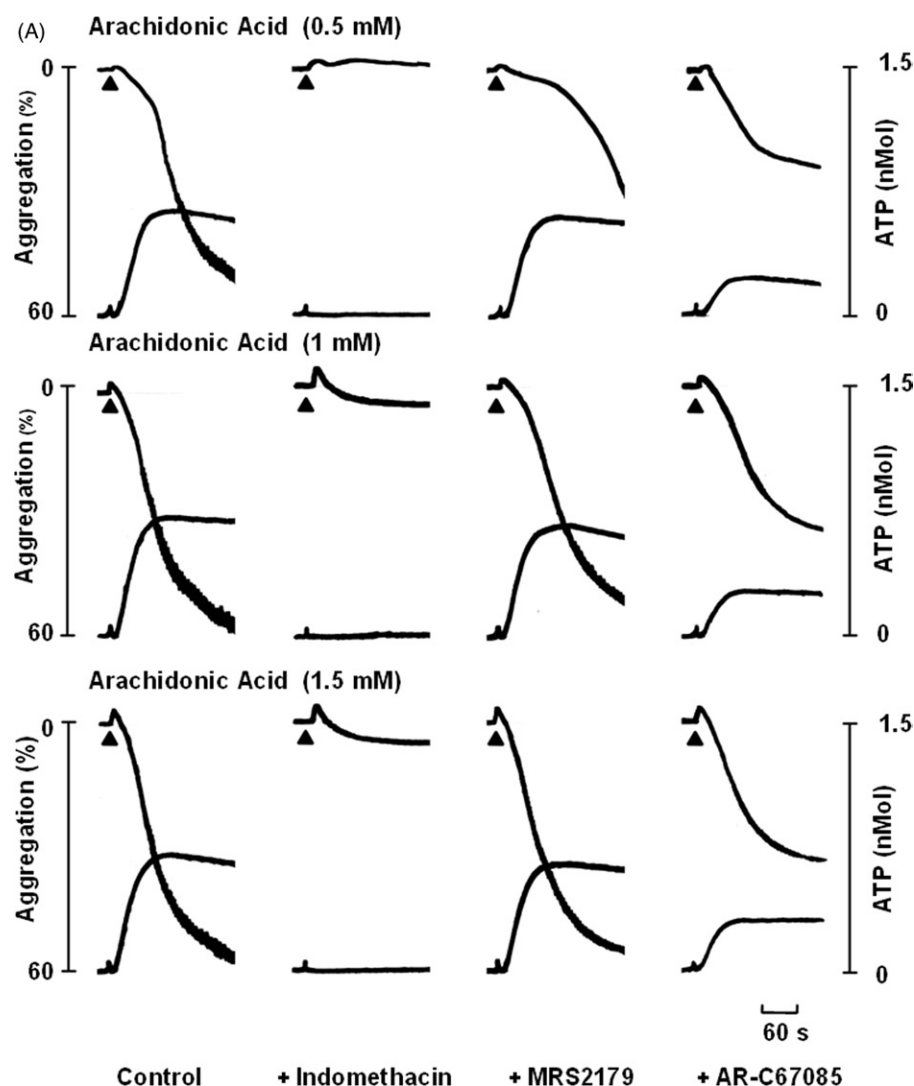 (A)
Arachidonic Acid (0.5 mM)
0
Aggregation (%)
60
1.5
ATP (nMol)
0
Arachidonic Acid (1 mM)
0
Aggregation (%)
60
1.5
ATP (nMol)
0
Arachidonic Acid (1.5 mM)
0
Aggregation (%)
60
1.5
ATP (nMol)
0
60 s
Control + Indomethacin + MRS2179 + AR-C67085